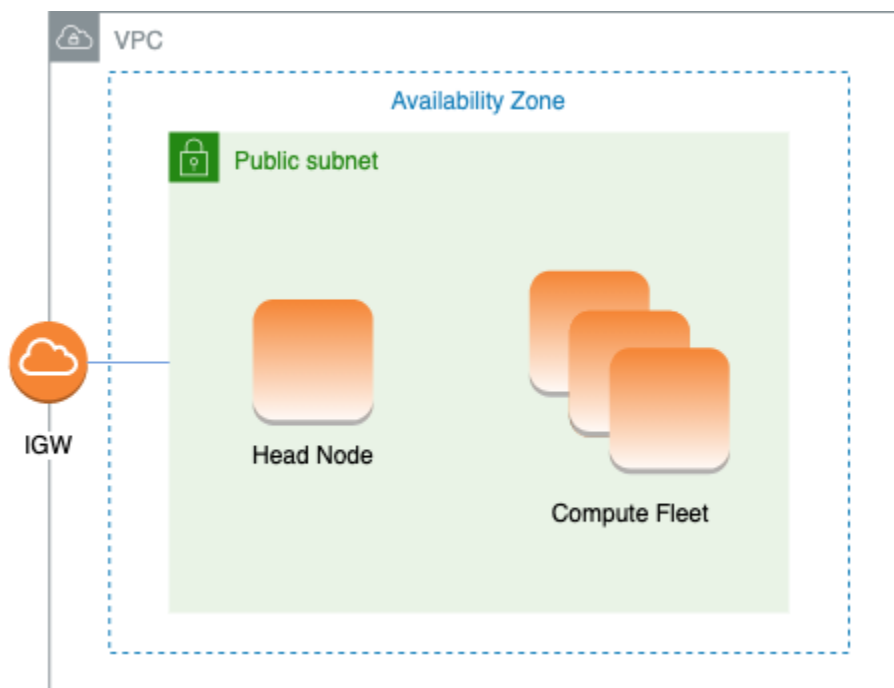 VPC
Availability Zone
Public subnet
IGW
Head Node
Compute Fleet